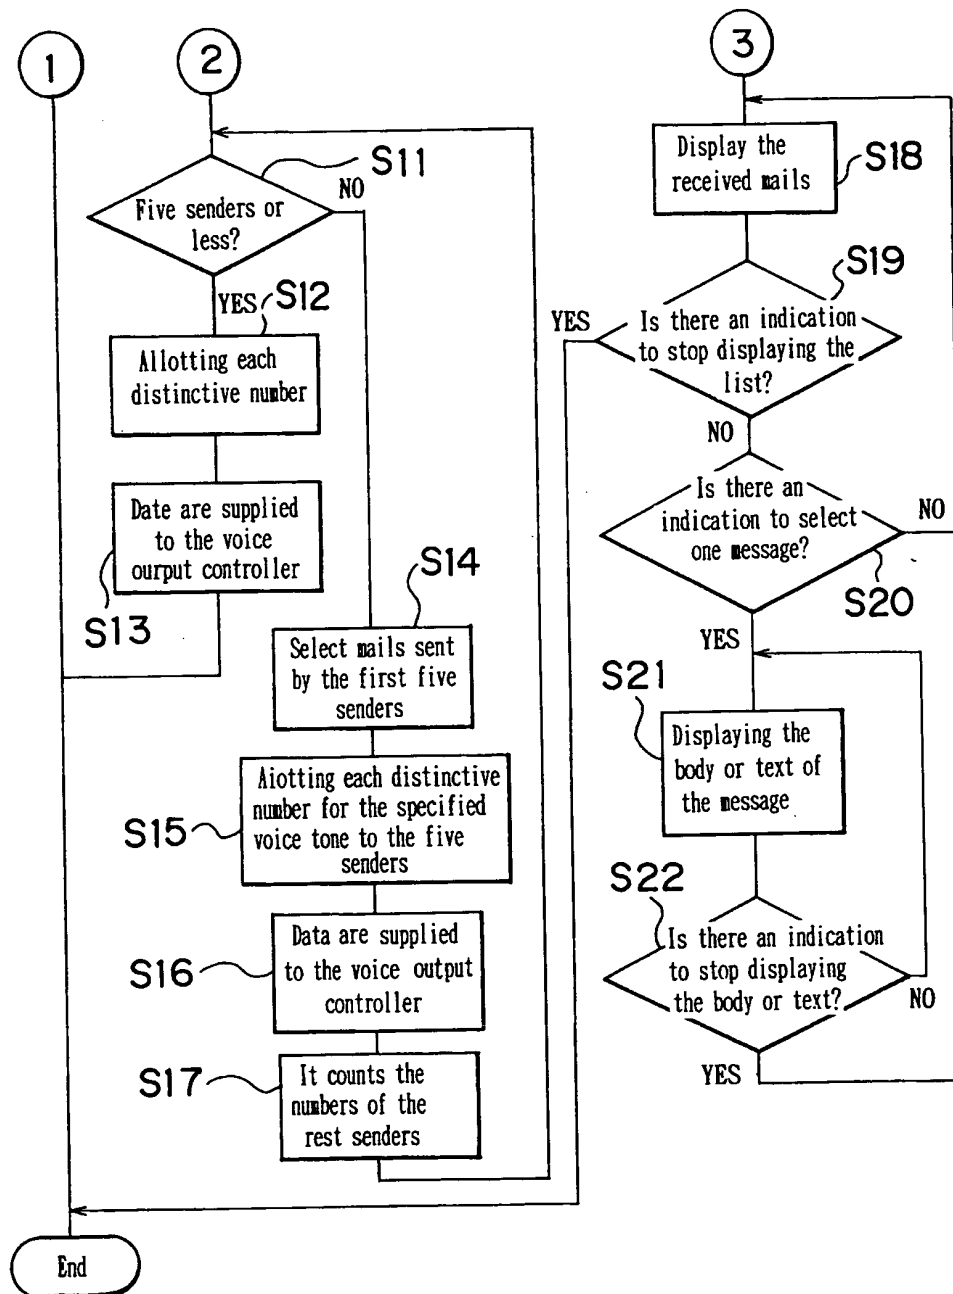 1
2
S11
NO
Five senders or
less?
YES
S12
Allotting each
distinctive number
Date are supplied
to the voice
ourput controller
S13
S14
Select mails sent
by the first five
senders
Aiotting each distinctive
number for the specified
voice tone to the five
senders
S15
Data are supplied
to the voice output
controller
S16
S17
It counts the
numbers of the
rest senders
End
3
Display the
received mails
S18
S19
YES
Is there an indication
to stop displaying the
list?
NO
Is there an
indication to select
one message?
NO
S20
YES
S21
Displaying the
body or text of
the message
S22
Is there an indication
to stop displaying
the body or text?
NO
YES